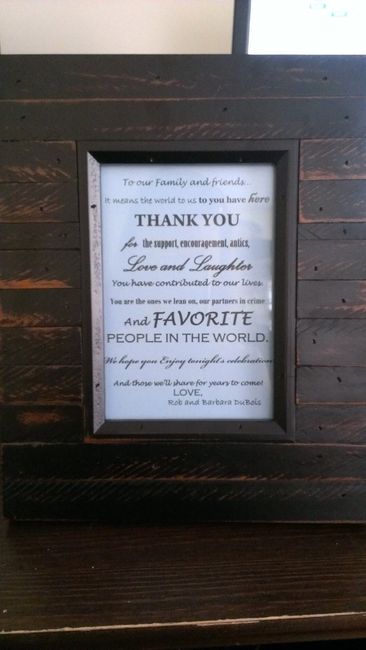 To our Family and friends...
It means the world to us to you have here
THANK YOU
for the support, encouragement, antics,
Love and Laughter
You have contributed to our lives.
You are the ones we lean on, our partners in crime
And FAVORITE
PEOPLE IN THE WORLD.
We hope you Enjoy tonight's celebration
And those we'll share for years to come!
LOVE,
Rob and Barbara DuBois